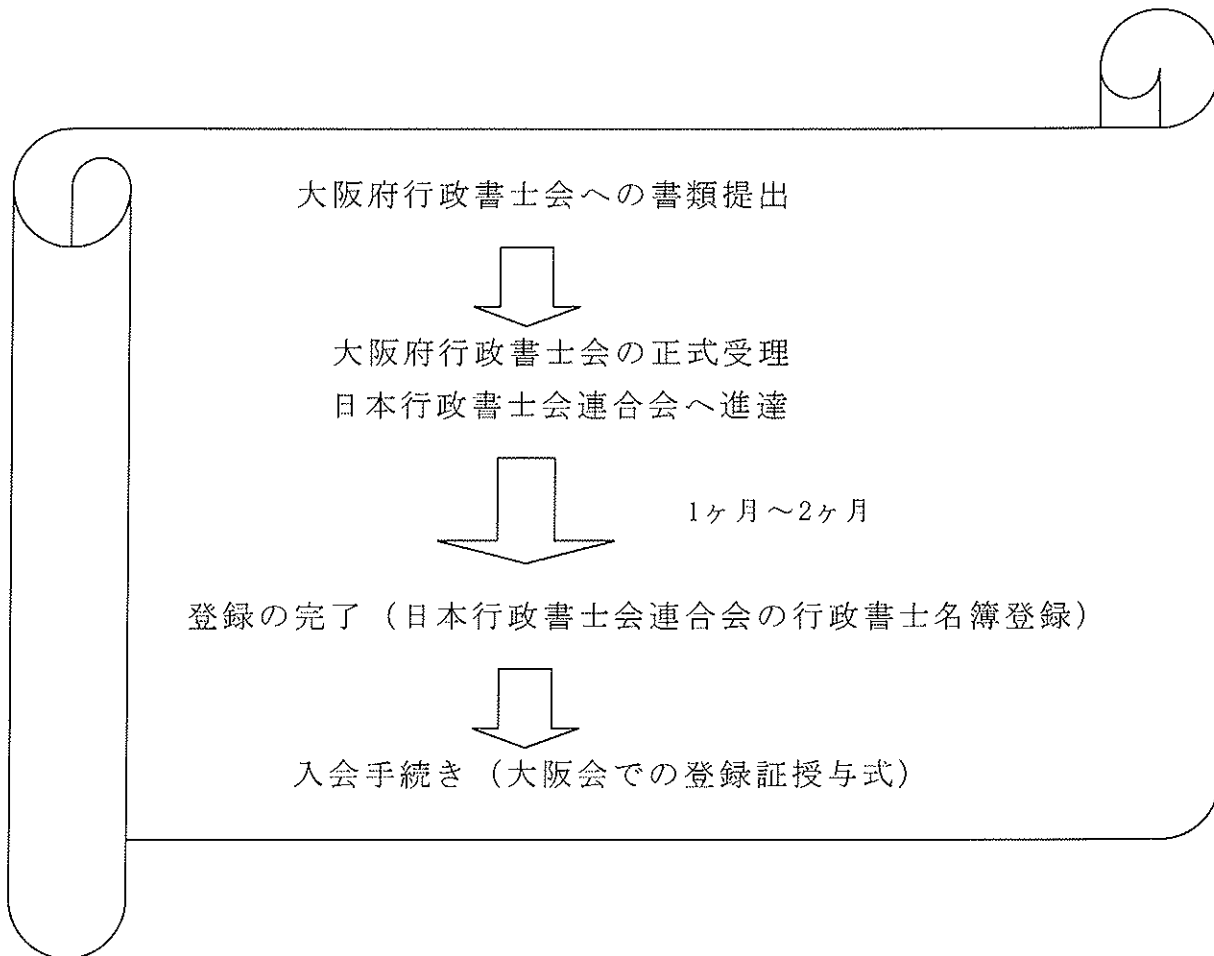 大阪府行政書士会への書類提出
大阪府行政書士会の正式受理
日本行政書士会連合会へ進達
1ヶ月～2ヶ月
登録の完了（日本行政書士会連合会の行政書士名簿登録）
入会手続き（大阪会での登録証授与式）